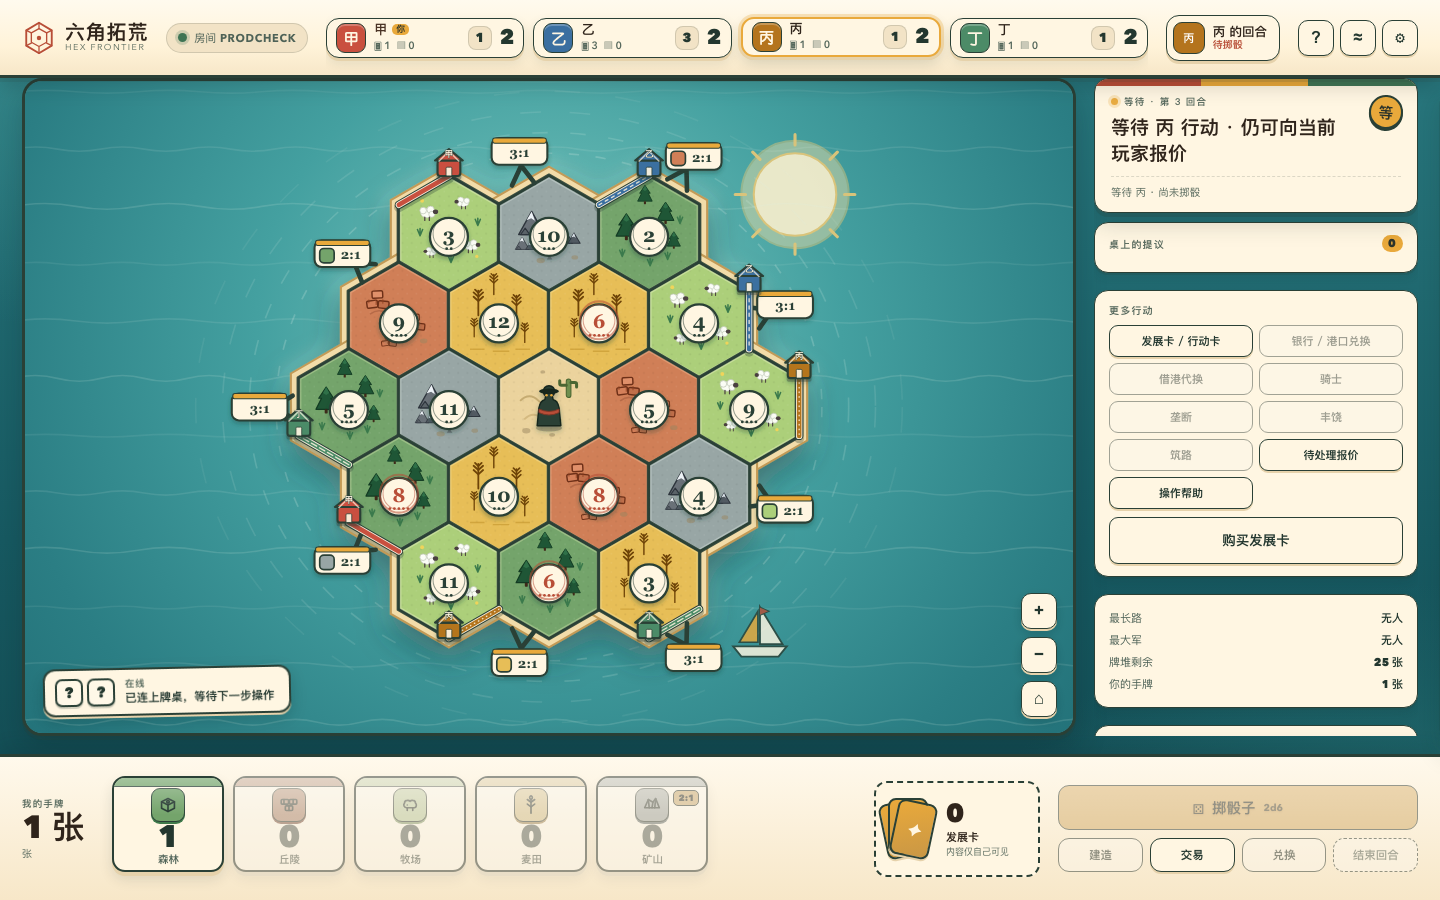 六角拓荒
HEX FRONTIER
房间 PRODCHECK
甲 甲 你
1 0
1 2
乙 乙
3 0
3 2
丙 丙
1 0
1 2
丁 丁
1 0
1 2
丙 丙 的回合
待掷骰
? ≈ ⚙
甲
3:1
乙
2:1
3 10 2
2:1
乙
3:1
9 12 6 4
丙
3:1
5 11 5 9
甲
8 10 8 4
2:1
2:1
11 6 3
丙
2:1
3:1
+
−
⌂
? ?
在线
已连上牌桌，等待下一步操作
等待 · 第 3 回合
等
等待 丙 行动 · 仍可向当前
玩家报价
等待 丙 · 尚未掷骰
桌上的提议 0
更多行动
发展卡 / 行动卡 银行 / 港口兑换
借港代换 骑士
垄断 丰饶
筑路 待处理报价
操作帮助
购买发展卡
最长路 无人
最大军 无人
牌堆剩余 25 张
你的手牌 1 张
我的手牌
1 张
张
1
森林
0
丘陵
0
牧场
0
麦田
2:1
0
矿山
0
发展卡
内容仅自己可见
掷骰子 2d6
建造 交易 兑换 结束回合